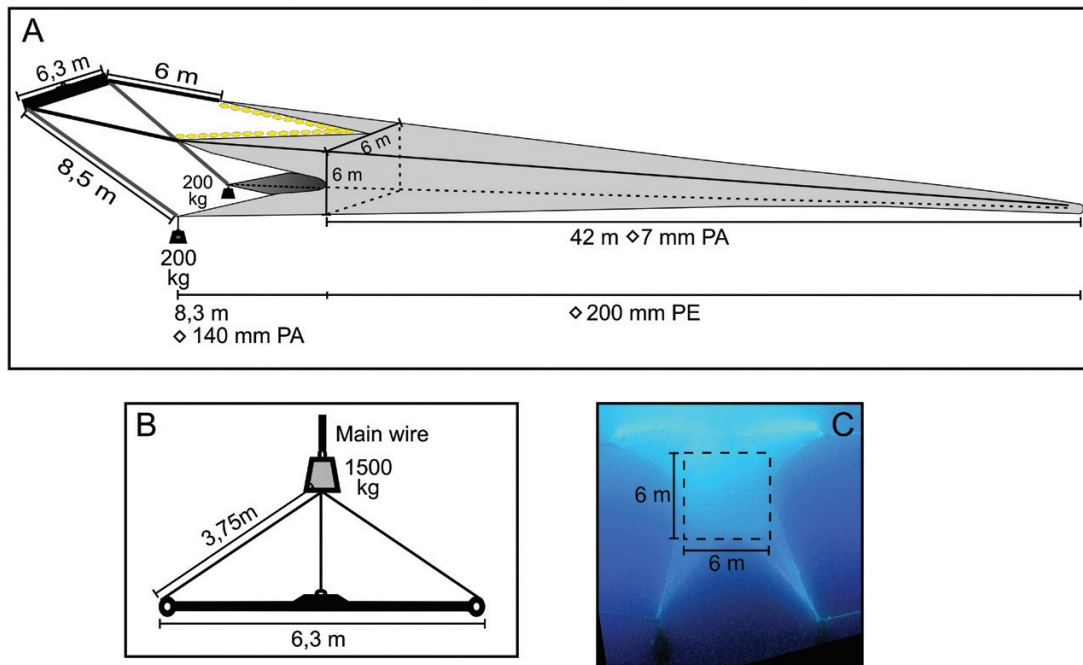 A
6,3 m
6 m
8,5 m
200
kg
200
kg
6 m
6 m
42 m ◇7 mm PA
8,3 m
◇ 140 mm PA
◇ 200 mm PE
B
Main wire
1500
kg
3,75m
6,3 m
C
6 m
6 m